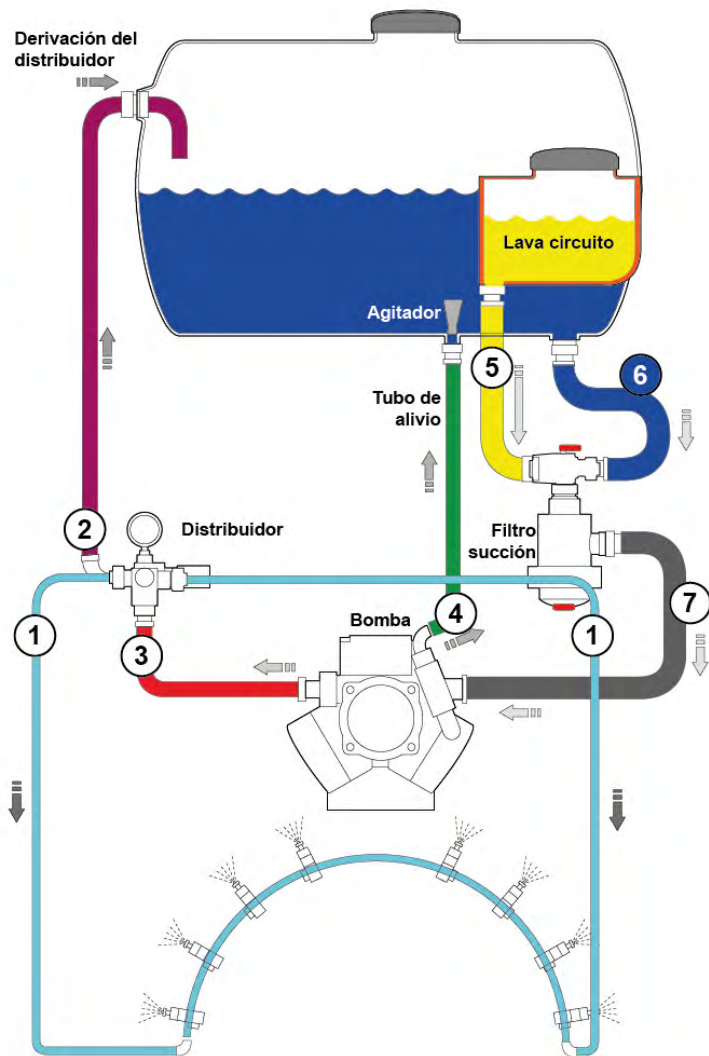 Derivación del
distribuidor
Lava circuito
Agitador
5
6
Tubo de
alivio
2
Distribuidor
Filtro
succión
1
3
Bomba
4
1
7